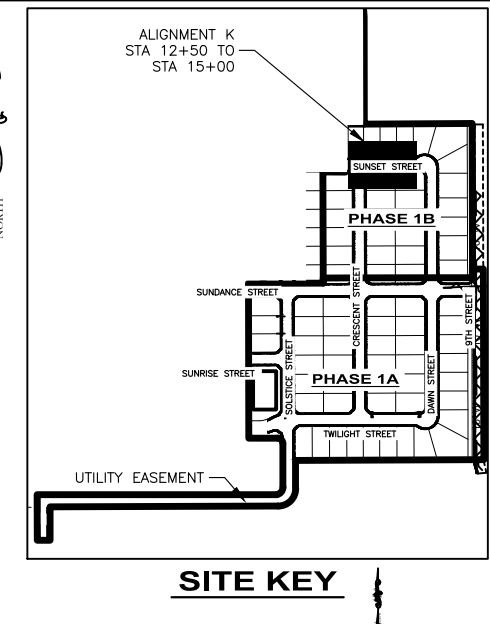 ALIGNMENT K
STA 12+50 TO
STA 15+00
NORTH
SUNSET STREET
PHASE 1B
SUNDANCE STREET
CRESCENT STREET
9TH STREET
SUNRISE STREET
SOLSTICE STREET
PHASE 1A
DAWN STREET
TWILIGHT STREET
UTILITY EASEMENT
SITE KEY